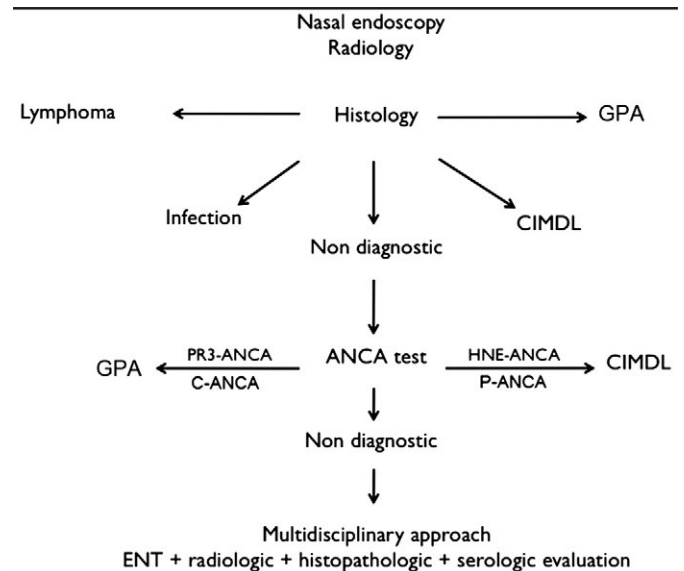 Nasal endoscopy
Radiology
Lymphoma
Histology
GPA
Infection
CIMDL
Non diagnostic
GPA
PR3-ANCA
C-ANCA
ANCA test
HNE-ANCA
P-ANCA
CIMDL
Non diagnostic
Multidisciplinary approach
ENT + radiologic + histopathologic + serologic evaluation